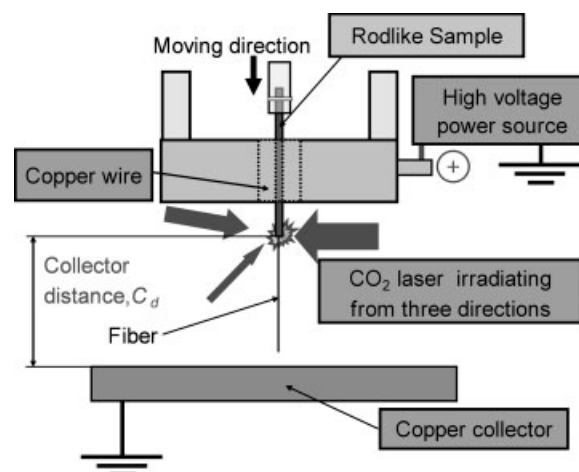 Moving direction
Rodlike Sample
High voltage
power source
+
Copper wire
Collector
distance, C_d
CO₂ laser irradiating
from three directions
Fiber
Copper collector